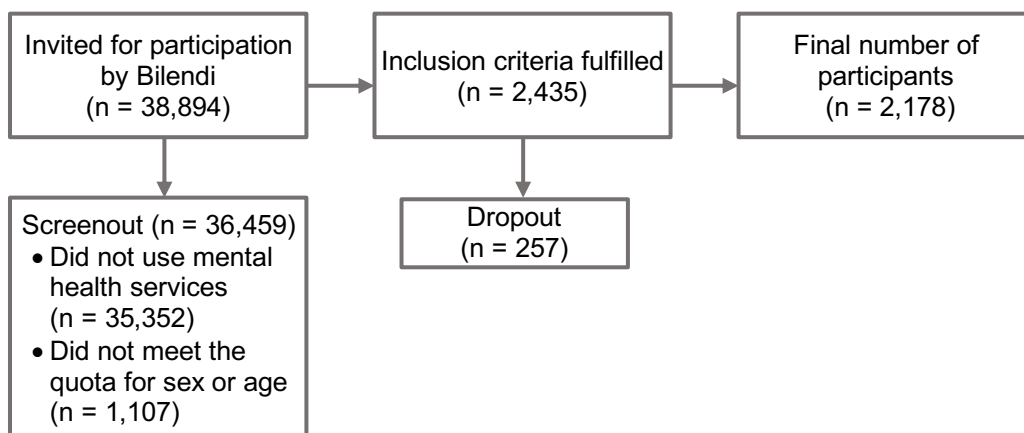 Invited for participation
by Bilendi
(n = 38,894)
Inclusion criteria fulfilled
(n = 2,435)
Final number of
participants
(n = 2,178)
Screenout (n = 36,459)
• Did not use mental
health services
(n = 35,352)
• Did not meet the
quota for sex or age
(n = 1,107)
Dropout
(n = 257)